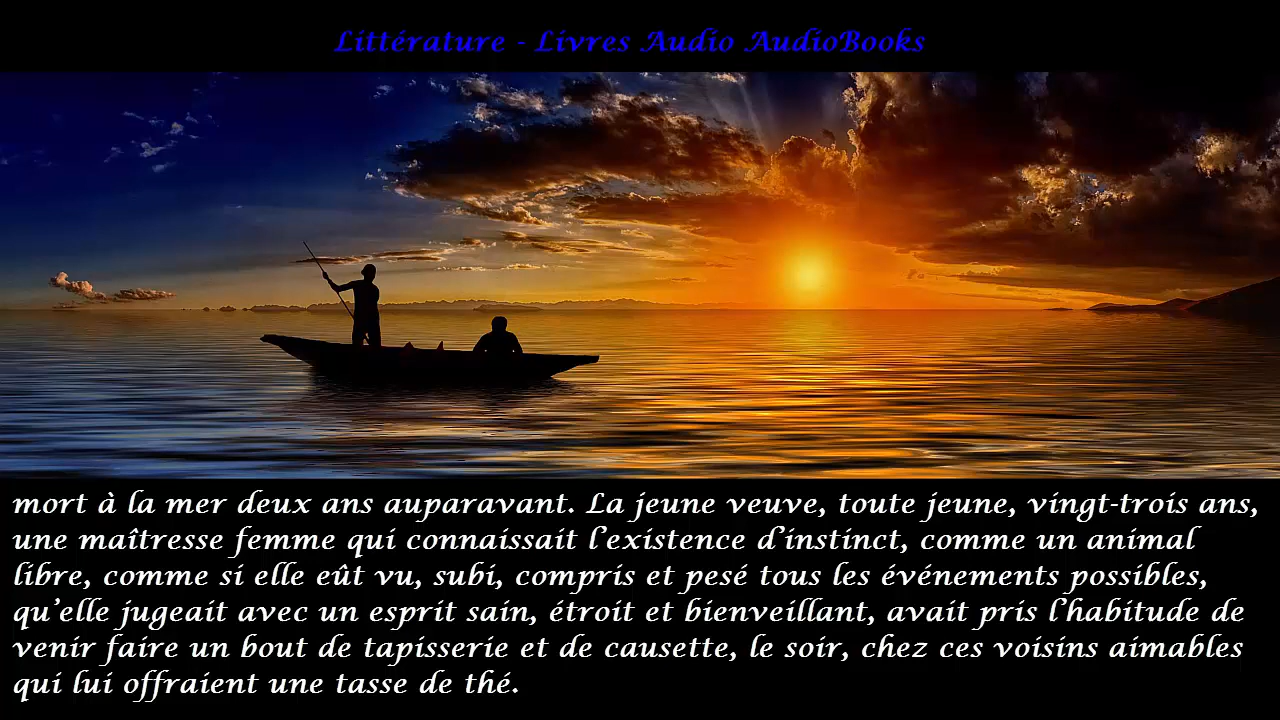 Littérature - Livres Audio AudioBooks
mort à la mer deux ans auparavant. La jeune veuve, toute jeune, vingt-trois ans,
une maîtresse femme qui connaissait l'existence d'instinct, comme un animal
libre, comme si elle eût vu, subi, compris et pesé tous les événements possibles,
qu'elle jugeait avec un esprit sain, étroit et bienveillant, avait pris l'habitude de
venir faire un bout de tapisserie et de causette, le soir, chez ces voisins aimables
qui lui offraient une tasse de thé.